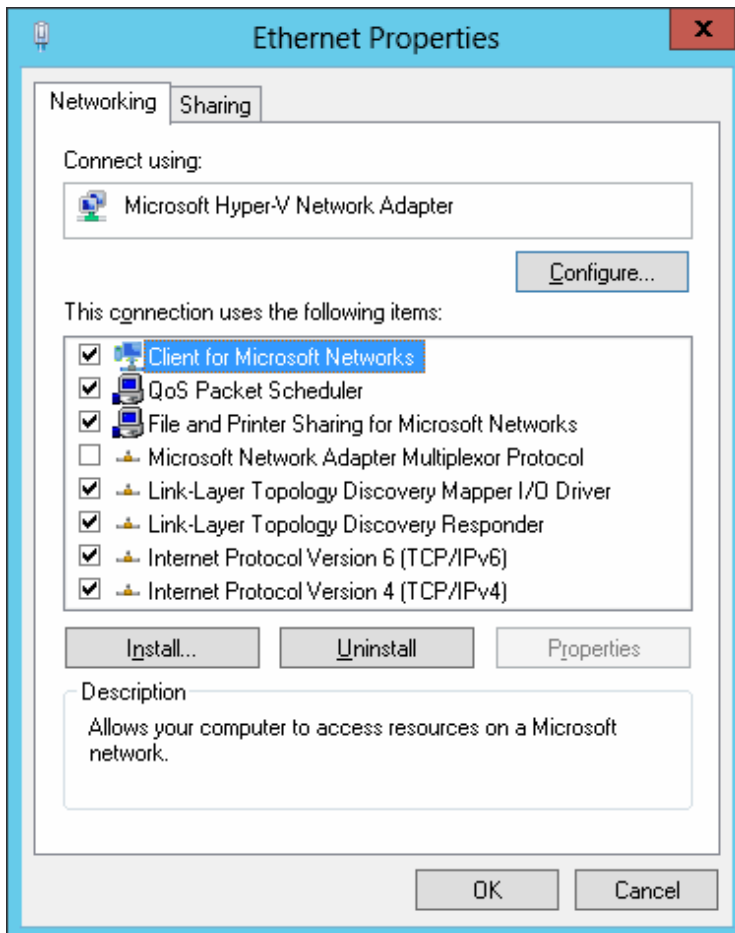 Ethernet Properties
x
Networking
Sharing
Connect using:
Microsoft Hyper-V Network Adapter
Configure...
This connection uses the following items:
Client for Microsoft Networks
QoS Packet Scheduler
File and Printer Sharing for Microsoft Networks
Microsoft Network Adapter Multiplexor Protocol
Link-Layer Topology Discovery Mapper I/O Driver
Link-Layer Topology Discovery Responder
Internet Protocol Version 6 (TCP/IPv6)
Internet Protocol Version 4 (TCP/IPv4)
Install...
Uninstall
Properties
Description
Allows your computer to access resources on a Microsoft
network.
OK
Cancel